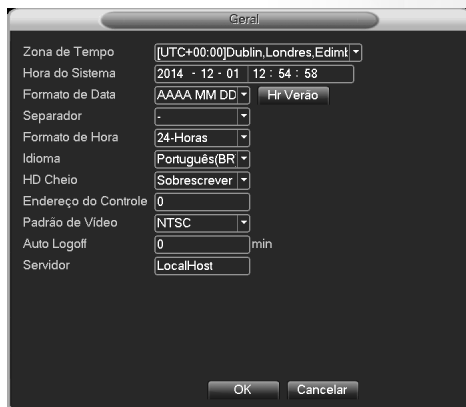 Geral
Zona de Tempo [UTC+00:00]Dublin,Londres,Edimb
Hora do Sistema 2014 - 12 - 01 12 : 54 : 58
Formato de Data AAAA MM DD Hr Verão
Separador -
Formato de Hora 24-Horas
Idioma Português(BR
HD Cheio Sobrescrever
Endereço do Controle 0
Padrão de Vídeo NTSC
Auto Logoff 0 min
Servidor LocalHost
OK Cancelar